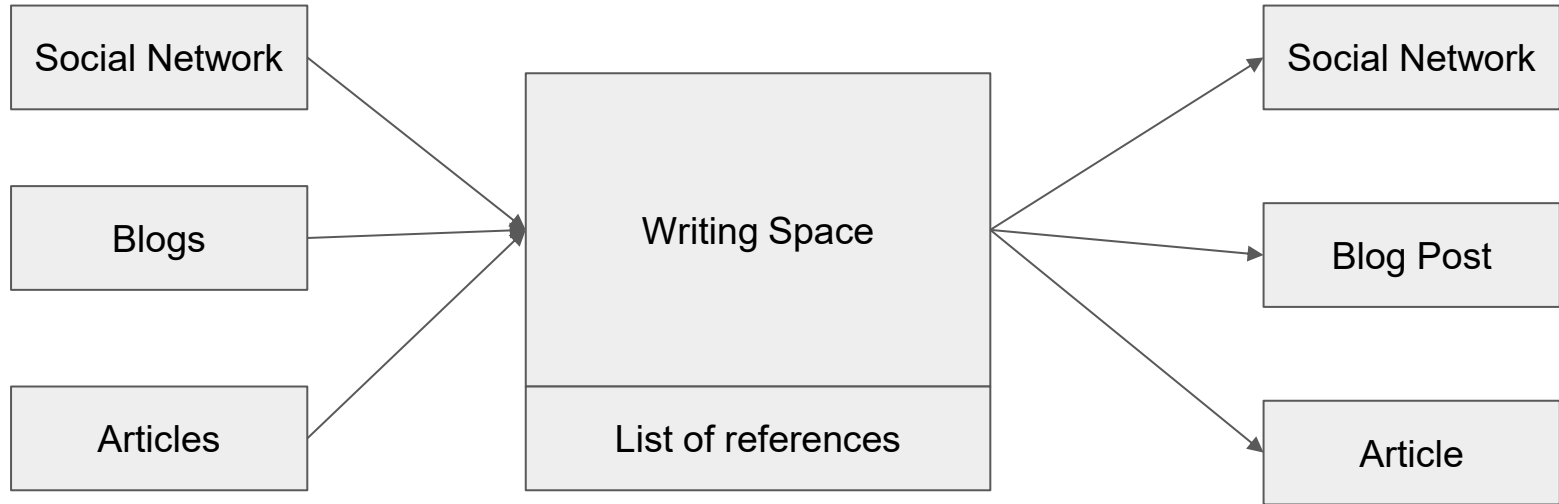 Social Network
Blogs
Articles
Writing Space
List of references
Social Network
Blog Post
Article